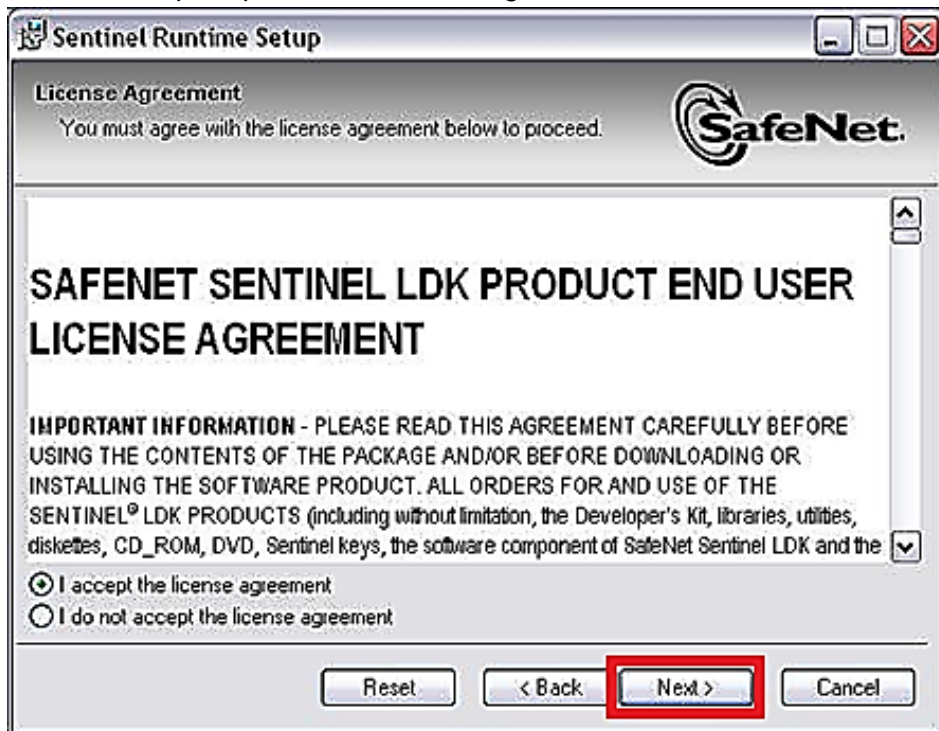 Sentinel Runtime Setup
License Agreement
You must agree with the license agreement below to proceed.
SafeNet.
SAFENET SENTINEL LDK PRODUCT END USER
LICENSE AGREEMENT
IMPORTANT INFORMATION - PLEASE READ THIS AGREEMENT CAREFULLY BEFORE
USING THE CONTENTS OF THE PACKAGE AND/OR BEFORE DOWNLOADING OR
INSTALLING THE SOFTWARE PRODUCT. ALL ORDERS FOR AND USE OF THE
SENTINEL® LDK PRODUCTS (including without limitation, the Developer's Kit, libraries, utilities,
diskettes, CD_ROM, DVD, Sentinel keys, the software component of SafeNet Sentinel LDK and the
I accept the license agreement
I do not accept the license agreement
Reset < Back Next > Cancel